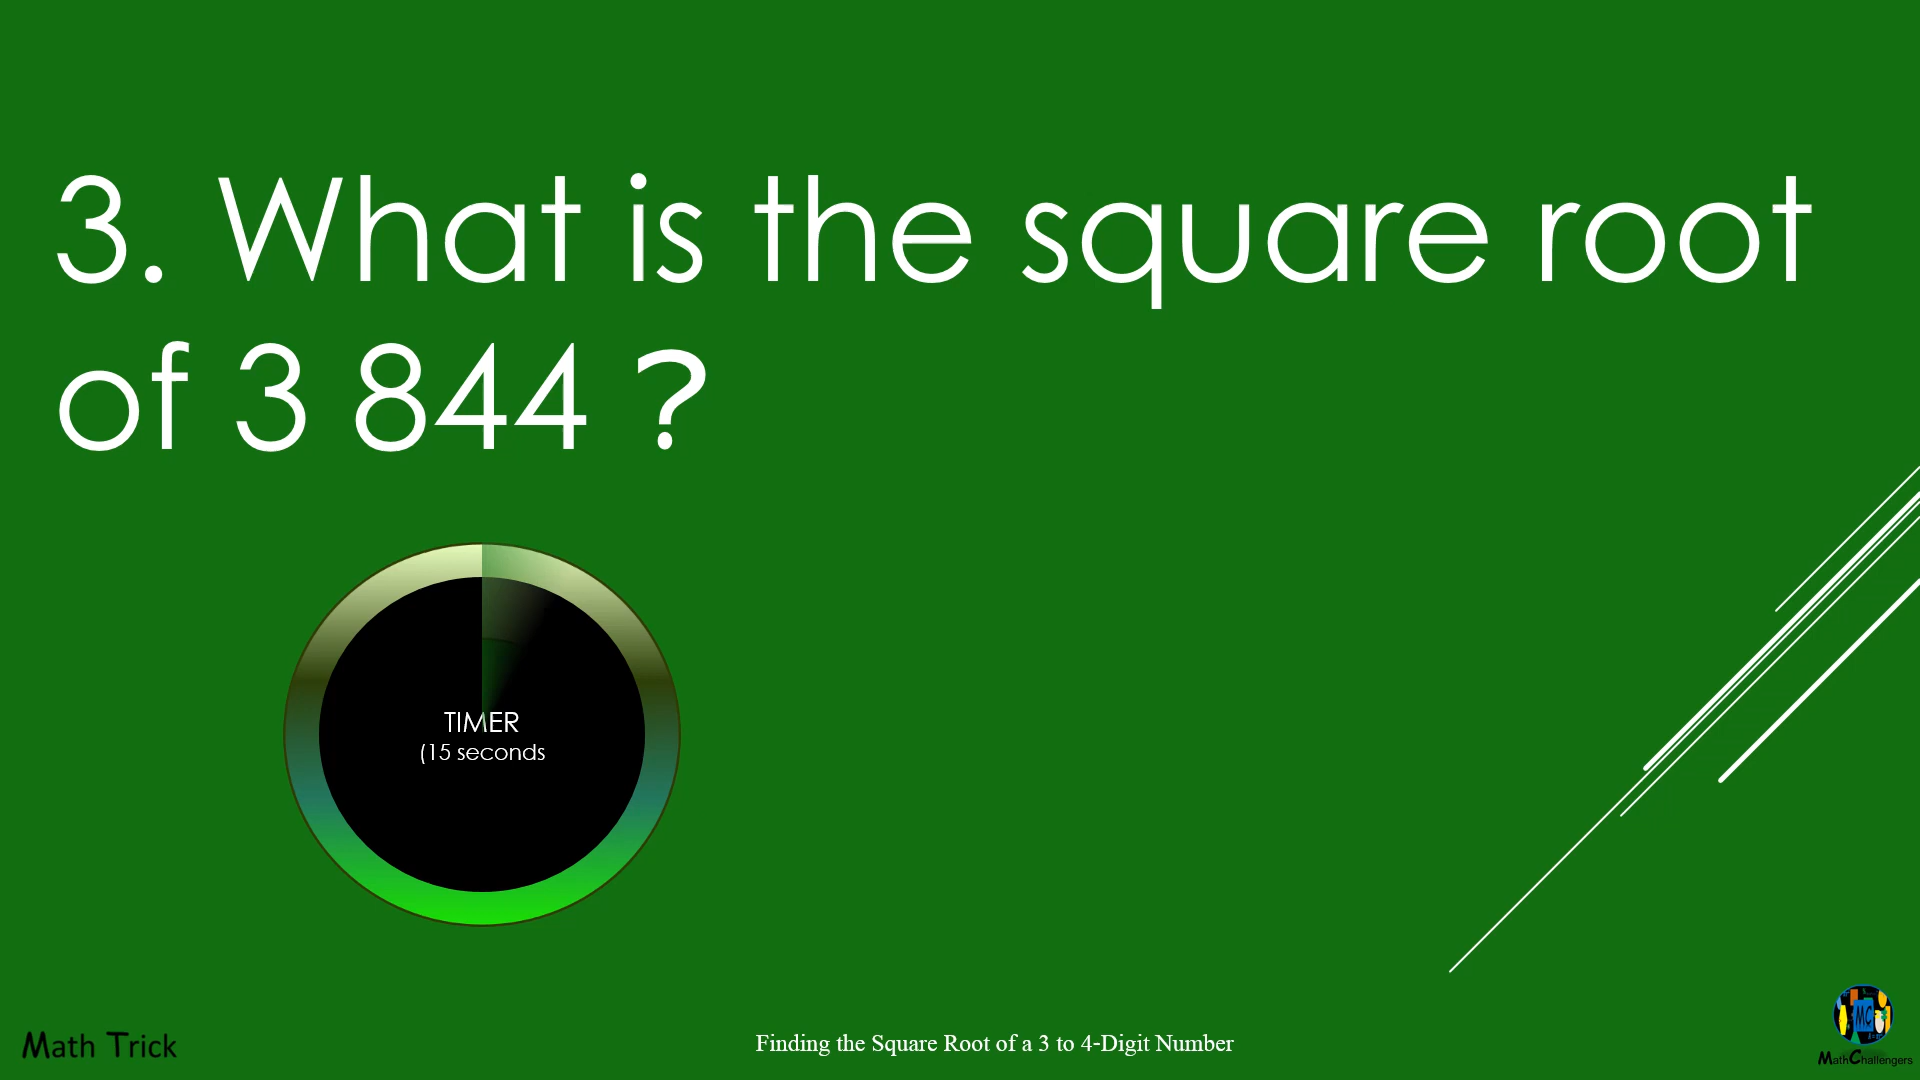 3. What is the square root
of 3 844 ?
TIMER
(15 seconds
Math Trick
Finding the Square Root of a 3 to 4-Digit Number
MC
MathChallengers